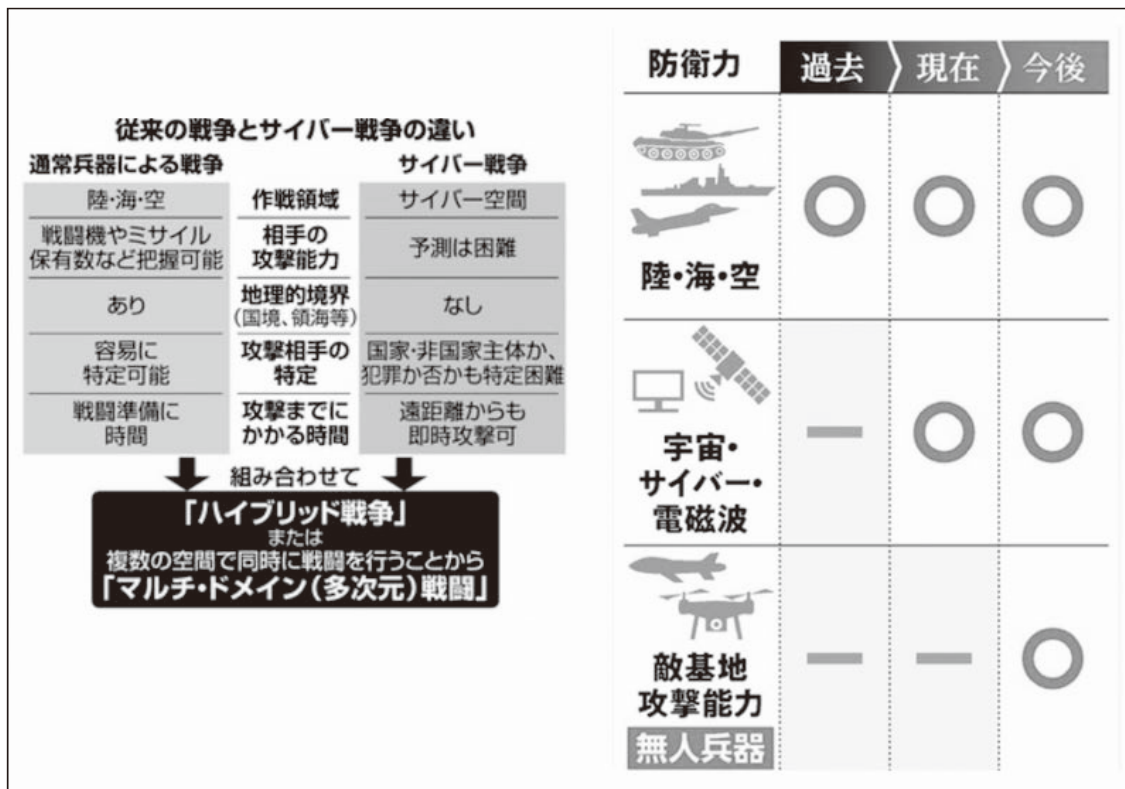 従来の戦争とサイバー戦争の違い
通常兵器による戦争
サイバー戦争
陸・海・空
作戦領域
サイバー空間
戦闘機やミサイル
保有数など把握可能
相手の
攻撃能力
予測は困難
あり
地理的境界
(国境、領海等)
なし
容易に
特定可能
攻撃相手の
特定
国家・非国家主体か、
犯罪か否かも特定困難
戦闘準備に
時間
攻撃までに
かかる時間
遠距離からも
即時攻撃可
組み合わせて
「ハイブリッド戦争」
または
複数の空間で同時に戦闘を行うことから
「マルチ・ドメイン(多次元)戦闘」
防衛力
過去
現在
今後
陸・海・空
宇宙・
サイバー・
電磁波
敵基地
攻撃能力
無人兵器